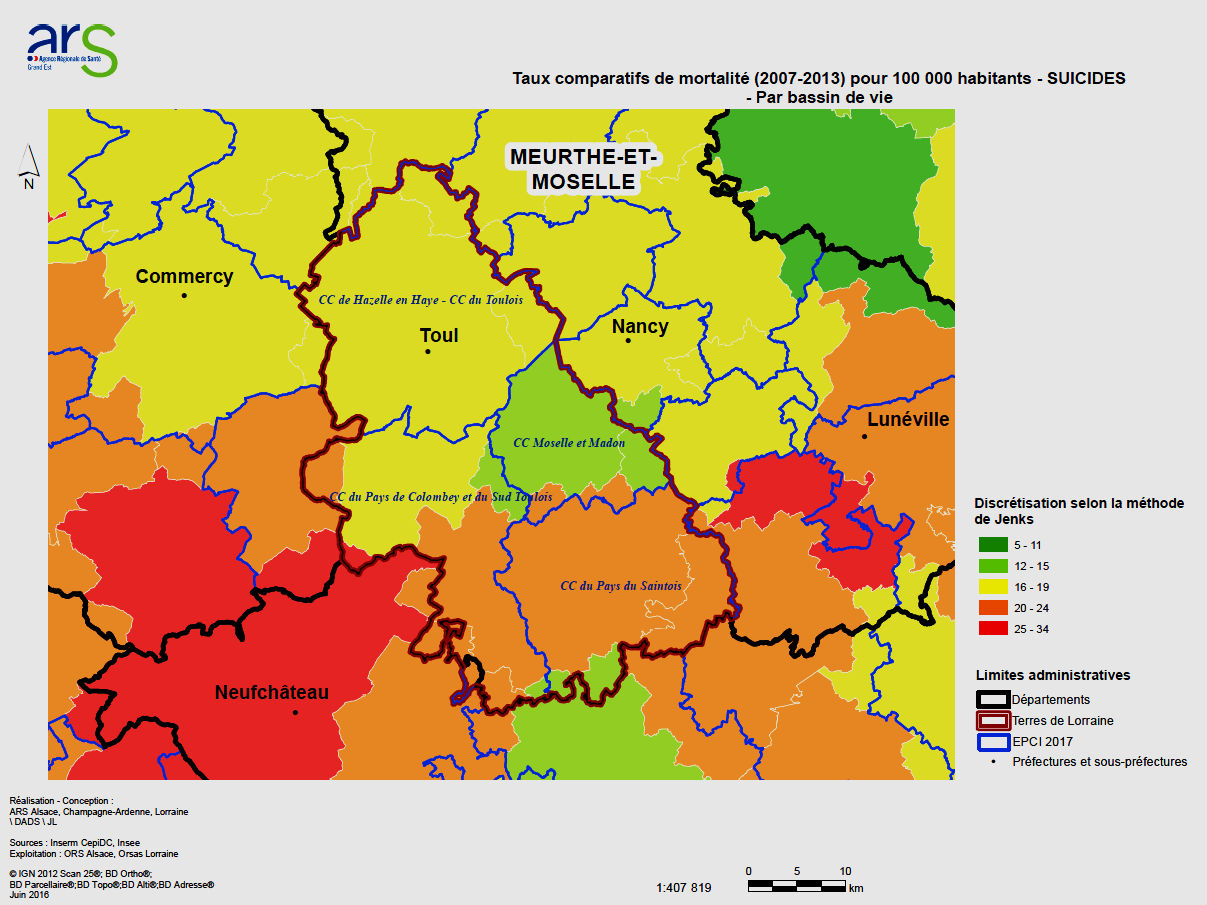 ars
Agence Régionale de Santé
Grand Est
Taux comparatifs de mortalité (2007-2013) pour 100 000 habitants - SUICIDES
- Par bassin de vie
N
MEURTHE-ET-
MOSELLE
Commercy
CC de Hazelle en Haye - CC du Toulois
Toul
Nancy
Lunéville
CC Moselle et Madon
CC du Pays de Colombey et du Sud Toulois
CC du Pays du Saintois
Neufchâteau
Discrétisation selon la méthode
de Jenks
5 - 11
12 - 15
16 - 19
20 - 24
25 - 34
Limites administratives
Départements
Terres de Lorraine
EPCI 2017
Préfectures et sous-préfectures
Réalisation - Conception :
ARS Alsace, Champagne-Ardenne, Lorraine
\ DADS \ JL
Sources : Inserm CepiDC, Insee
Exploitation : ORS Alsace, Orsas Lorraine
© IGN 2012 Scan 25®; BD Ortho®;
BD Parcellaire®;BD Topo®;BD Alti®;BD Adresse®
Juin 2016
1:407 819
0 5 10
km